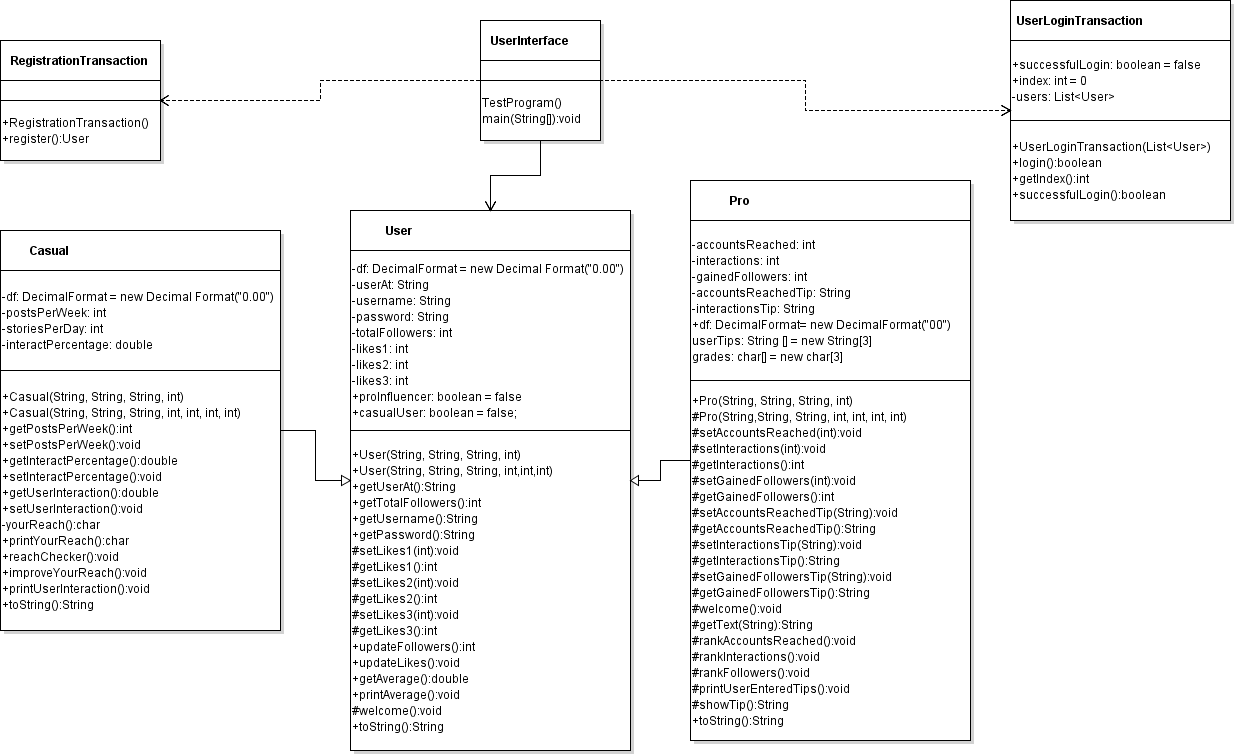 RegistrationTransaction
+RegistrationTransaction()
+register():User
UserInterface
TestProgram()
main(String[]):void
UserLoginTransaction
+successfulLogin: boolean = false
+index: int = 0
-users: List<User>
+UserLoginTransaction(List<User>)
+login():boolean
+getIndex():int
+successfulLogin():boolean
Casual
-df: DecimalFormat = new Decimal Format("0.00")
-postsPerWeek: int
-storiesPerDay: int
-interactPercentage: double
+Casual(String, String, String, int)
+Casual(String, String, String, int, int, int, int)
+getPostsPerWeek():int
+setPostsPerWeek():void
+getInteractPercentage():double
+setInteractPercentage():void
+getUserInteraction():double
+setUserInteraction():void
-yourReach():char
+printYourReach():char
+reachChecker():void
+improveYourReach():void
+printUserInteraction():void
+toString():String
User
-df: DecimalFormat = new Decimal Format("0.00")
-userAt: String
-username: String
-password: String
-totalFollowers: int
-likes1: int
-likes2: int
-likes3: int
+proInfluencer: boolean = false
+casualUser: boolean = false;
+User(String, String, String, int)
+User(String, String, String, int,int,int)
+getUserAt():String
+getTotalFollowers():int
+getUsername():String
+getPassword():String
#setLikes1(int):void
#getLikes1():int
#setLikes2(int):void
#getLikes2():int
#setLikes3(int):void
#getLikes3():int
+updateFollowers():int
+updateLikes():void
+getAverage():double
+printAverage():void
#welcome():void
+toString():String
Pro
-accountsReached: int
-interactions: int
-gainedFollowers: int
-accountsReachedTip: String
-interactionsTip: String
+df: DecimalFormat= new DecimalFormat("00")
userTips: String [] = new String[3]
grades: char[] = new char[3]
+Pro(String, String, String, int)
#Pro(String,String, String, int, int, int, int)
#setAccountsReached(int):void
#setInteractions(int):void
#getInteractions():int
#setGainedFollowers(int):void
#getGainedFollowers():int
#setAccountsReachedTip(String):void
#getAccountsReachedTip():String
#setInteractionsTip(String):void
#getInteractionsTip():String
#setGainedFollowersTip(String):void
#getGainedFollowersTip():String
#welcome():void
#getText(String):String
#rankAccountsReached():void
#rankInteractions():void
#rankFollowers():void
#printUserEnteredTips():void
#showTip():String
+toString():String